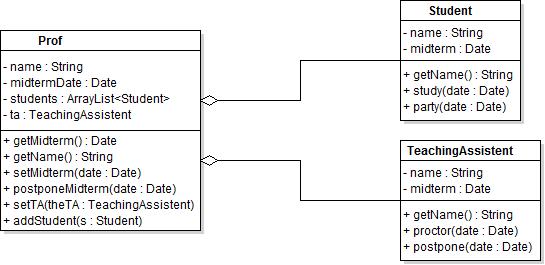 Prof
- name : String
- midtermDate : Date
- students : ArrayList<Student>
- ta : TeachingAssistent
+ getMidterm() : Date
+ getName() : String
+ setMidterm(date : Date)
+ postponeMidterm(date : Date)
+ setTA(theTA : TeachingAssistent)
+ addStudent(s : Student)
Student
- name : String
- midterm : Date
+ getName() : String
+ study(date : Date)
+ party(date : Date)
TeachingAssistent
- name : String
- midterm : Date
+ getName() : String
+ proctor(date : Date)
+ postpone(date : Date)